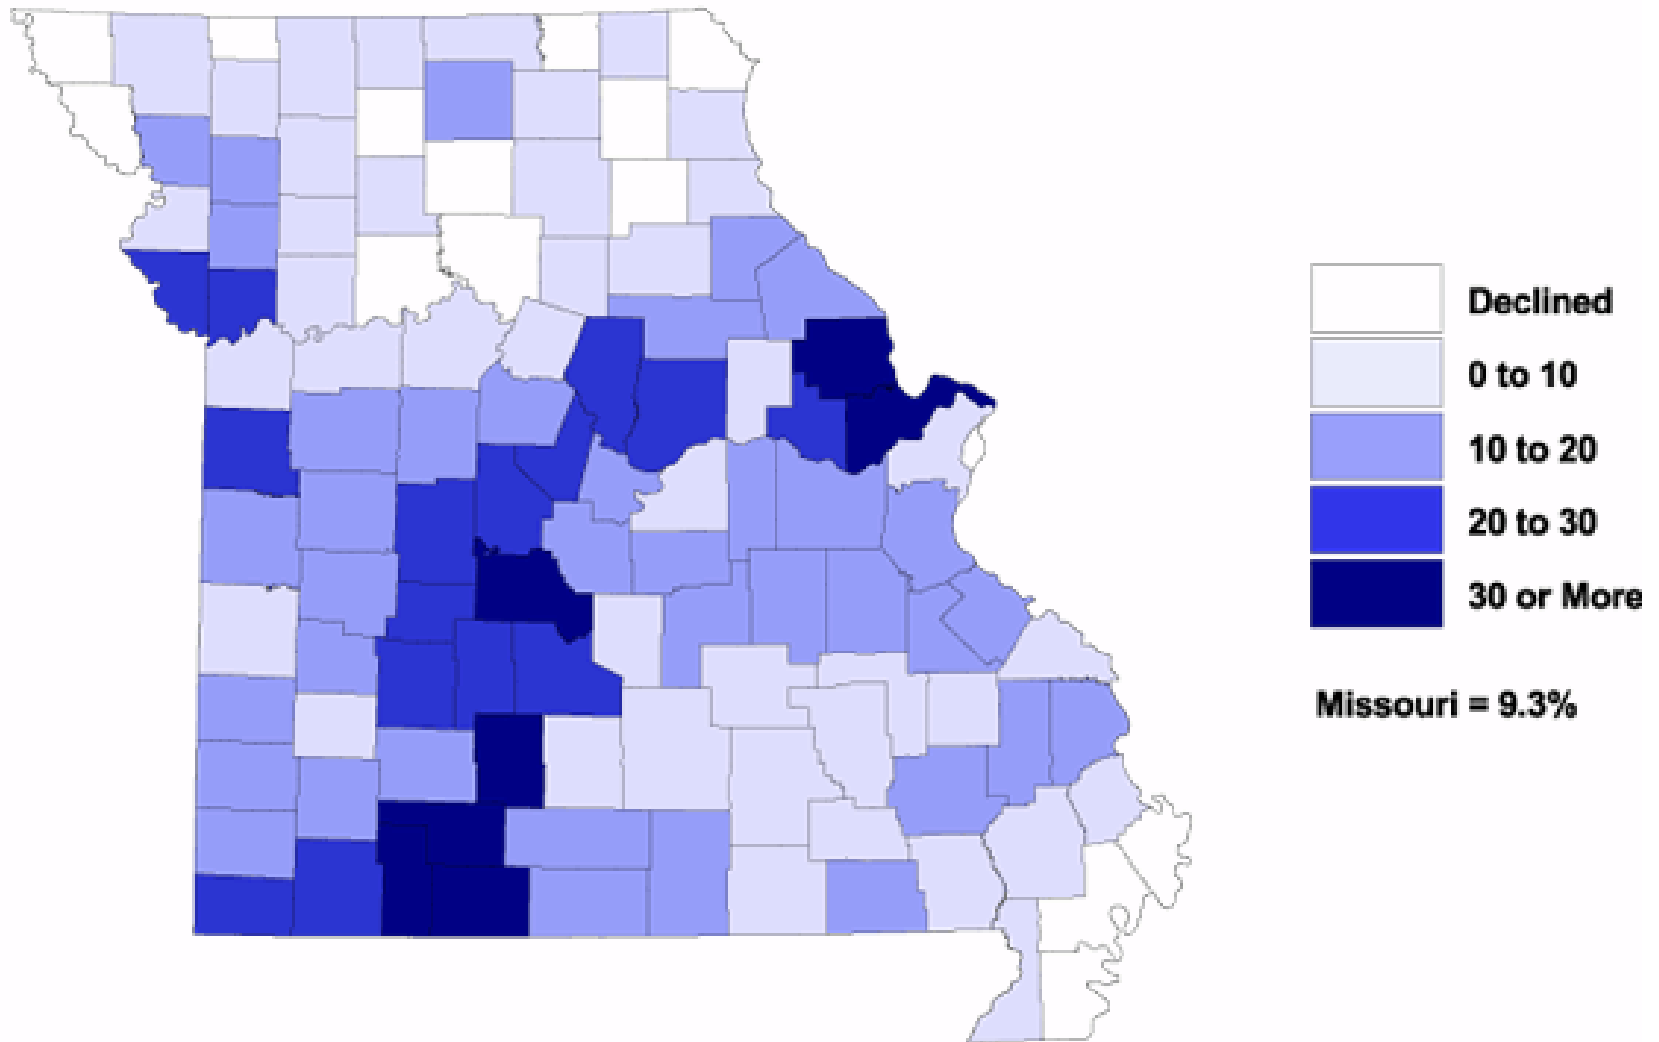 Declined
0 to 10
10 to 20
20 to 30
30 or More
Missouri = 9.3%